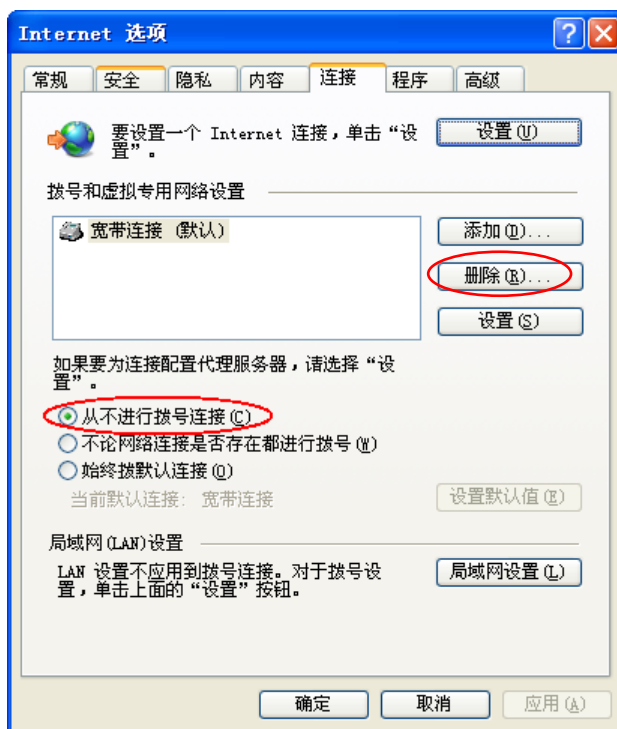 Internet 选项
常规 安全 隐私 内容 连接 程序 高级
要设置一个 Internet 连接，单击“设
置”。
设置(U)
拨号和虚拟专用网络设置
宽带连接 (默认)
添加(D)...
删除(R)...
设置(S)
如果要为连接配置代理服务器，请选择“设
置”。
从不进行拨号连接(C)
不论网络连接是否存在都进行拨号(W)
始终拨默认连接(O)
当前默认连接: 宽带连接
设置默认值(E)
局域网(LAN)设置
LAN 设置不应用到拨号连接。对于拨号设
置，单击上面的“设置”按钮。
局域网设置(L)
确定 取消 应用(A)